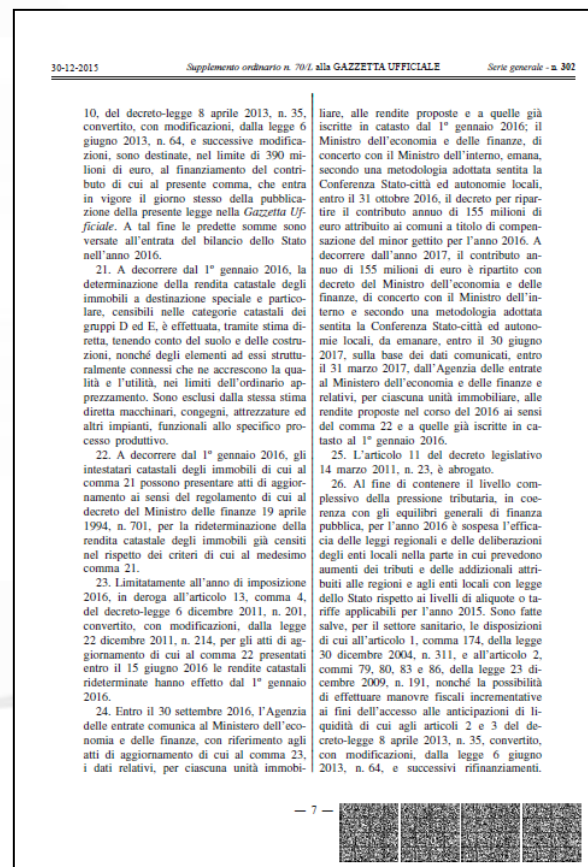 30-12-2015 Supplemento ordinario n. 70/L alla GAZZETTA UFFICIALE Serie generale - n. 302
10, del decreto-legge 8 aprile 2013, n. 35,
convertito, con modificazioni, dalla legge 6
giugno 2013, n. 64, e successive modifica-
zioni, sono destinate, nel limite di 390 mi-
lioni di euro, al finanziamento del contri-
buto di cui al presente comma, che entra
in vigore il giorno stesso della pubblica-
zione della presente legge nella Gazzetta Uf-
ficiale. A tal fine le predette somme sono
versate all'entrata del bilancio dello Stato
nell'anno 2016.
21. A decorrere dal 1° gennaio 2016, la
determinazione della rendita catastale degli
immobili a destinazione speciale e partico-
lare, censibili nelle categorie catastali dei
gruppi D ed E, è effettuata, tramite stima di-
retta, tenendo conto del suolo e delle costru-
zioni, nonché degli elementi ad essi struttu-
ralmente connessi che ne accrescono la qua-
lità e l'utilità, nei limiti dell'ordinario ap-
prezzamento. Sono esclusi dalla stessa stima
diretta macchinari, congegni, attrezzature ed
altri impianti, funzionali allo specifico pro-
cesso produttivo.
22. A decorrere dal 1° gennaio 2016, gli
intestatari catastali degli immobili di cui al
comma 21 possono presentare atti di aggior-
namento ai sensi del regolamento di cui al
decreto del Ministro delle finanze 19 aprile
1994, n. 701, per la rideterminazione della
rendita catastale degli immobili già censiti
nel rispetto dei criteri di cui al medesimo
comma 21.
23. Limitatamente all'anno di imposizione
2016, in deroga all'articolo 13, comma 4,
del decreto-legge 6 dicembre 2011, n. 201,
convertito, con modificazioni, dalla legge
22 dicembre 2011, n. 214, per gli atti di ag-
giornamento di cui al comma 22 presentati
entro il 15 giugno 2016 le rendite catastali
rideterminate hanno effetto dal 1° gennaio
2016.
24. Entro il 30 settembre 2016, l'Agenzia
delle entrate comunica al Ministero dell'eco-
nomia e delle finanze, con riferimento agli
atti di aggiornamento di cui al comma 23,
i dati relativi, per ciascuna unità immobi-
liare, alle rendite proposte e a quelle già
iscritte in catasto dal 1° gennaio 2016; il
Ministro dell'economia e delle finanze, di
concerto con il Ministro dell'interno, emana,
secondo una metodologia adottata sentita la
Conferenza Stato-città ed autonomie locali,
entro il 31 ottobre 2016, il decreto per ripar-
tire il contributo annuo di 155 milioni di
euro attribuito ai comuni a titolo di compen-
sazione del minor gettito per l'anno 2016. A
decorrere dall'anno 2017, il contributo an-
nuo di 155 milioni di euro è ripartito con
decreto del Ministro dell'economia e delle
finanze, di concerto con il Ministro dell'in-
terno e secondo una metodologia adottata
sentita la Conferenza Stato-città ed autono-
mie locali, da emanare, entro il 30 giugno
2017, sulla base dei dati comunicati, entro
il 31 marzo 2017, dall'Agenzia delle entrate
al Ministero dell'economia e delle finanze e
relativi, per ciascuna unità immobiliare, alle
rendite proposte nel corso del 2016 ai sensi
del comma 22 e a quelle già iscritte in ca-
tasto al 1° gennaio 2016.
25. L'articolo 11 del decreto legislativo
14 marzo 2011, n. 23, è abrogato.
26. Al fine di contenere il livello com-
plessivo della pressione tributaria, in coe-
renza con gli equilibri generali di finanza
pubblica, per l'anno 2016 è sospesa l'effica-
cia delle leggi regionali e delle deliberazioni
degli enti locali nella parte in cui prevedono
aumenti dei tributi e delle addizionali attri-
buiti alle regioni e agli enti locali con legge
dello Stato rispetto ai livelli di aliquote o ta-
riffe applicabili per l'anno 2015. Sono fatte
salve, per il settore sanitario, le disposizioni
di cui all'articolo 1, comma 174, della legge
30 dicembre 2004, n. 311, e all'articolo 2,
commi 79, 80, 83 e 86, della legge 23 di-
cembre 2009, n. 191, nonché la possibilità
di effettuare manovre fiscali incrementative
ai fini dell'accesso alle anticipazioni di li-
quidità di cui agli articoli 2 e 3 del de-
creto-legge 8 aprile 2013, n. 35, convertito,
con modificazioni, dalla legge 6 giugno
2013, n. 64, e successivi rifinanziamenti.
— 7 —